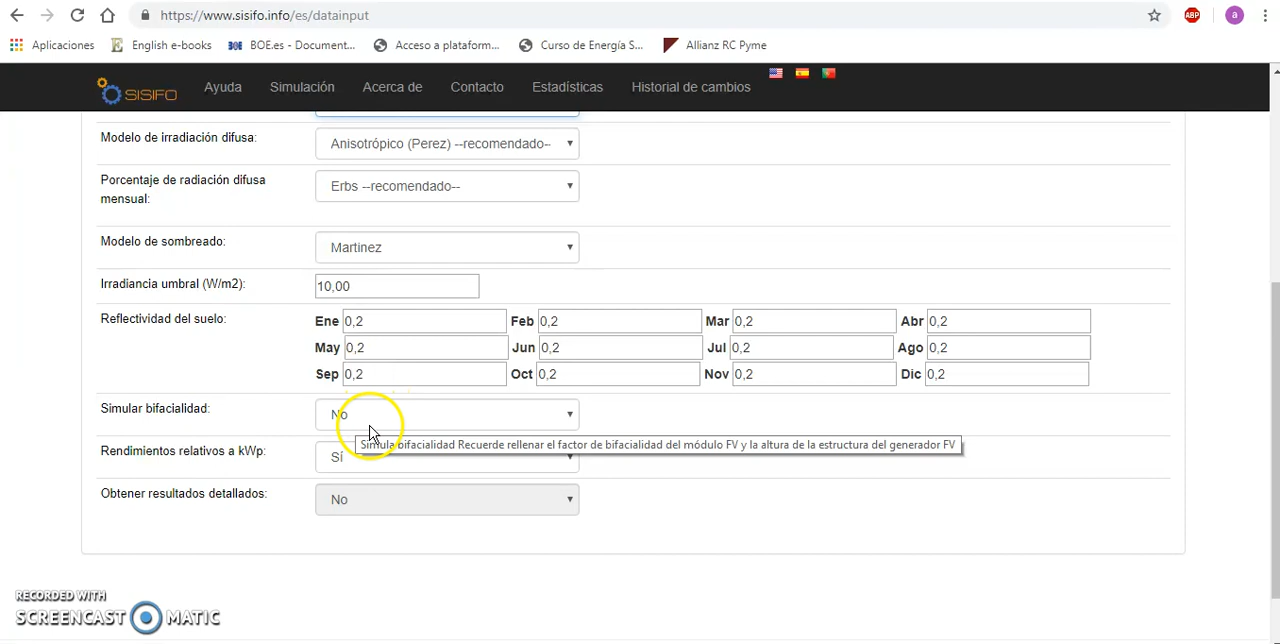 https://www.sisifo.info/es/datainput
ABP
a
Aplicaciones English e-books BOE.es - Document... Acceso a plataform... Curso de Energía S... Allianz RC Pyme
SISIFO Ayuda Simulación Acerca de Contacto Estadísticas Historial de cambios
Modelo de irradiación difusa: Anisotrópico (Perez) --recomendado--
Porcentaje de radiación difusa
mensual:
Erbs --recomendado--
Modelo de sombreado: Martinez
Irradiancia umbral (W/m2): 10,00
Reflectividad del suelo: Ene 0,2 Feb 0,2 Mar 0,2 Abr 0,2
May 0,2 Jun 0,2 Jul 0,2 Ago 0,2
Sep 0,2 Oct 0,2 Nov 0,2 Dic 0,2
Simular bifacialidad: No
Simula bifacialidad Recuerde rellenar el factor de bifacialidad del módulo FV y la altura de la estructura del generador FV
Rendimientos relativos a kWp: Sí
Obtener resultados detallados: No
RECORDED WITH
SCREENCAST MATIC